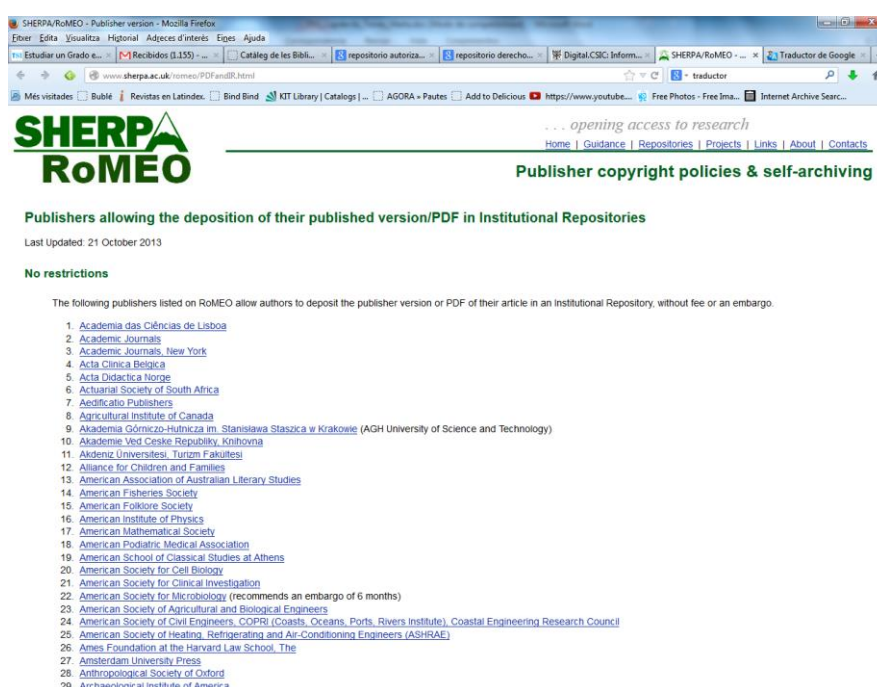 SHERPA/RoMEO - Publisher version - Mozilla Firefox
Fitxer Edita Visualitza Historial Adreces d'interès Eines Ajuda
Estudiar un Grado e... Recibidos (1.155) - ... Catàleg de les Bibli... repositorio autoriza... repositorio derecho... Digital.CSIC: Inform... SHERPA/RoMEO - ... Traductor de Google
www.sherpa.ac.uk/romeo/PDFandIR.html traductor
Més visitades Bublé Revistas en Latindex. Bind Bind KIT Library | Catalogs | ... AGORA » Pautes Add to Delicious https://www.youtube.... Free Photos - Free Ima... Internet Archive Searc...
SHERPA
RoMEO
. . . opening access to research
Home | Guidance | Repositories | Projects | Links | About | Contacts
Publisher copyright policies & self-archiving
Publishers allowing the deposition of their published version/PDF in Institutional Repositories
Last Updated: 21 October 2013
No restrictions
The following publishers listed on RoMEO allow authors to deposit the publisher version or PDF of their article in an Institutional Repository, without fee or an embargo.
1. Academia das Ciências de Lisboa
2. Academic Journals
3. Academic Journals, New York
4. Acta Clinica Belgica
5. Acta Didactica Norge
6. Actuarial Society of South Africa
7. Aedificatio Publishers
8. Agricultural Institute of Canada
9. Akademia Górniczo-Hutnicza im. Stanisława Staszica w Krakowie (AGH University of Science and Technology)
10. Akademie Ved Ceske Republiky, Knihovna
11. Akdeniz Üniversitesi, Turizm Fakültesi
12. Alliance for Children and Families
13. American Association of Australian Literary Studies
14. American Fisheries Society
15. American Folklore Society
16. American Institute of Physics
17. American Mathematical Society
18. American Podiatric Medical Association
19. American School of Classical Studies at Athens
20. American Society for Cell Biology
21. American Society for Clinical Investigation
22. American Society for Microbiology (recommends an embargo of 6 months)
23. American Society of Agricultural and Biological Engineers
24. American Society of Civil Engineers, COPRI (Coasts, Oceans, Ports, Rivers Institute), Coastal Engineering Research Council
25. American Society of Heating, Refrigerating and Air-Conditioning Engineers (ASHRAE)
26. Ames Foundation at the Harvard Law School, The
27. Amsterdam University Press
28. Anthropological Society of Oxford
29. Archaeological Institute of America